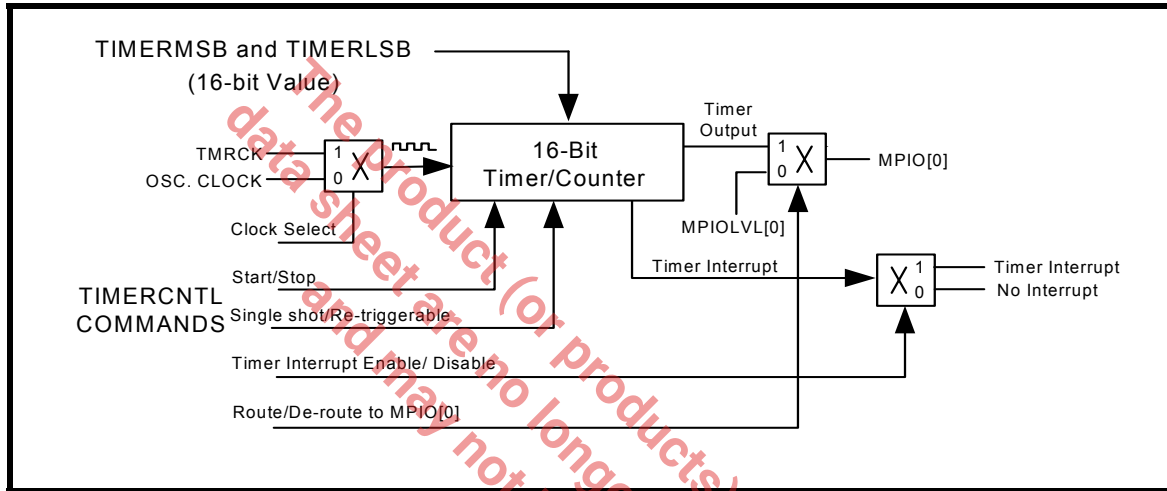 TIMERMSB and TIMERLSB
(16-bit Value)
TMRCK
OSC. CLOCK
1
0
X
Clock Select
16-Bit
Timer/Counter
Timer
Output
1
0
X
MPIO[0]
MPIOLVL[0]
Timer Interrupt
X
1
0
Timer Interrupt
No Interrupt
TIMERCNTL
COMMANDS
Start/Stop
Single shot/Re-triggerable
Timer Interrupt Enable/ Disable
Route/De-route to MPIO[0]
The product (or products)
data sheet are no longe
and may not